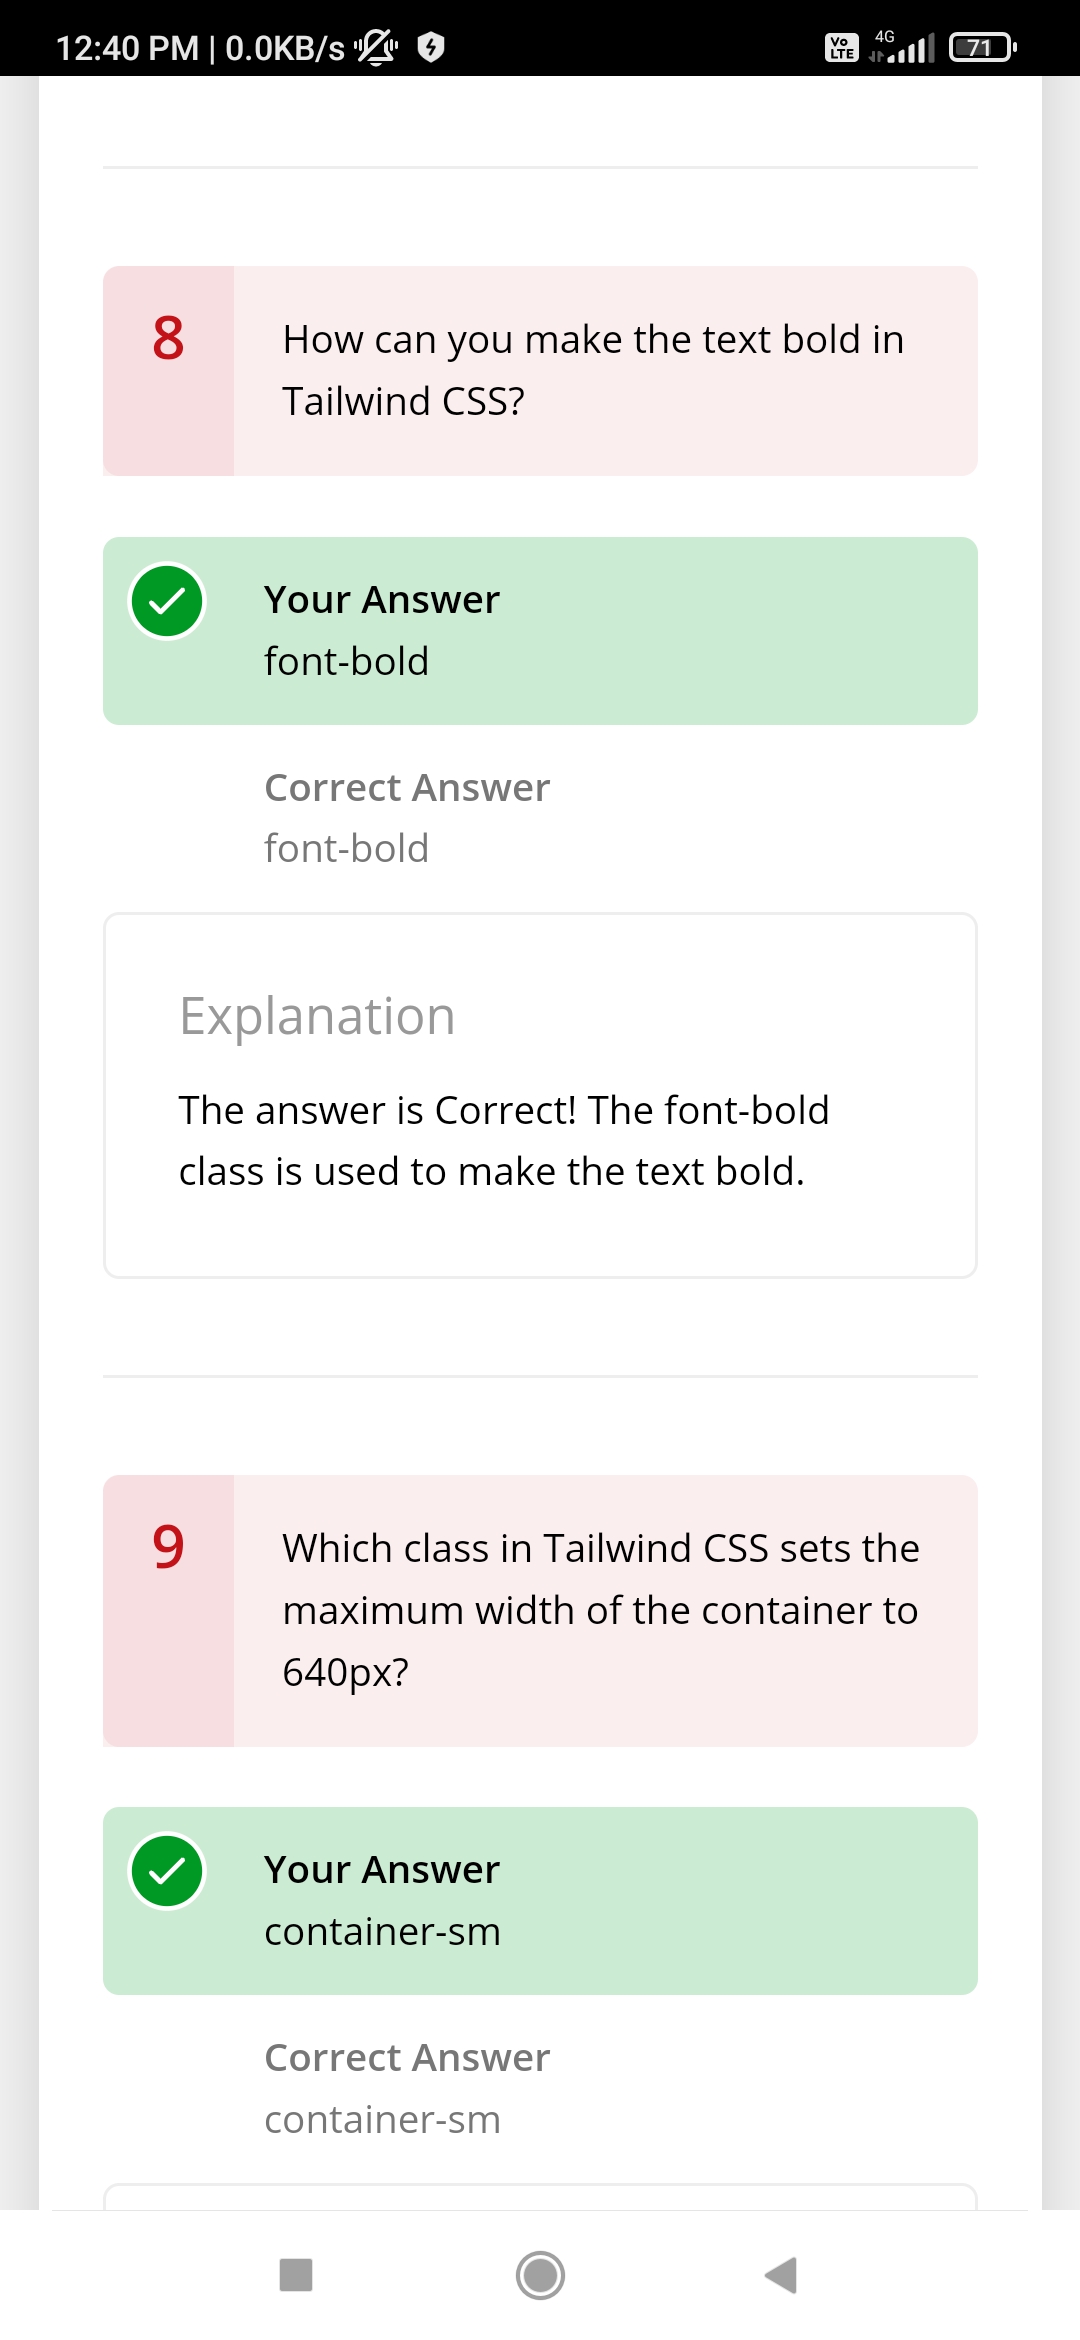 12:40 PM | 0.0KB/s Vo LTE 4G 71
8
How can you make the text bold in
Tailwind CSS?
Your Answer
font-bold
Correct Answer
font-bold
Explanation
The answer is Correct! The font-bold
class is used to make the text bold.
9
Which class in Tailwind CSS sets the
maximum width of the container to
640px?
Your Answer
container-sm
Correct Answer
container-sm